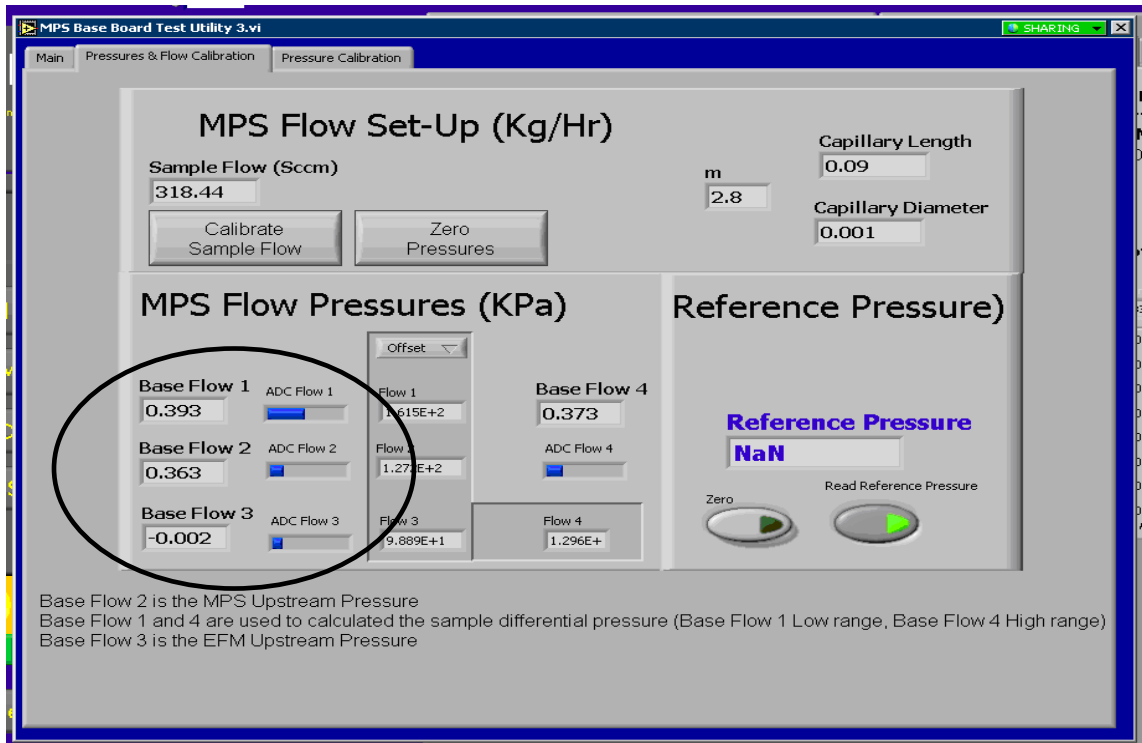 MPS Base Board Test Utility 3.vi
SHARING
Main
Pressures & Flow Calibration
Pressure Calibration
MPS Flow Set-Up (Kg/Hr)
Sample Flow (Sccm)
318.44
Calibrate
Sample Flow
Zero
Pressures
m
2.8
Capillary Length
0.09
Capillary Diameter
0.001
MPS Flow Pressures (KPa)
Offset
Base Flow 1
ADC Flow 1
Flow 1
0.393
Base Flow 4
0.373
Base Flow 2
ADC Flow 2
ADC Flow 4
0.363
Base Flow 3
ADC Flow 3
Flow 3
-0.002
9.889E+1
Flow 4
1.296E+
Reference Pressure)
Reference Pressure
NaN
Zero
Read Reference Pressure
Base Flow 2 is the MPS Upstream Pressure
Base Flow 1 and 4 are used to calculated the sample differential pressure (Base Flow 1 Low range, Base Flow 4 High range)
Base Flow 3 is the EFM Upstream Pressure